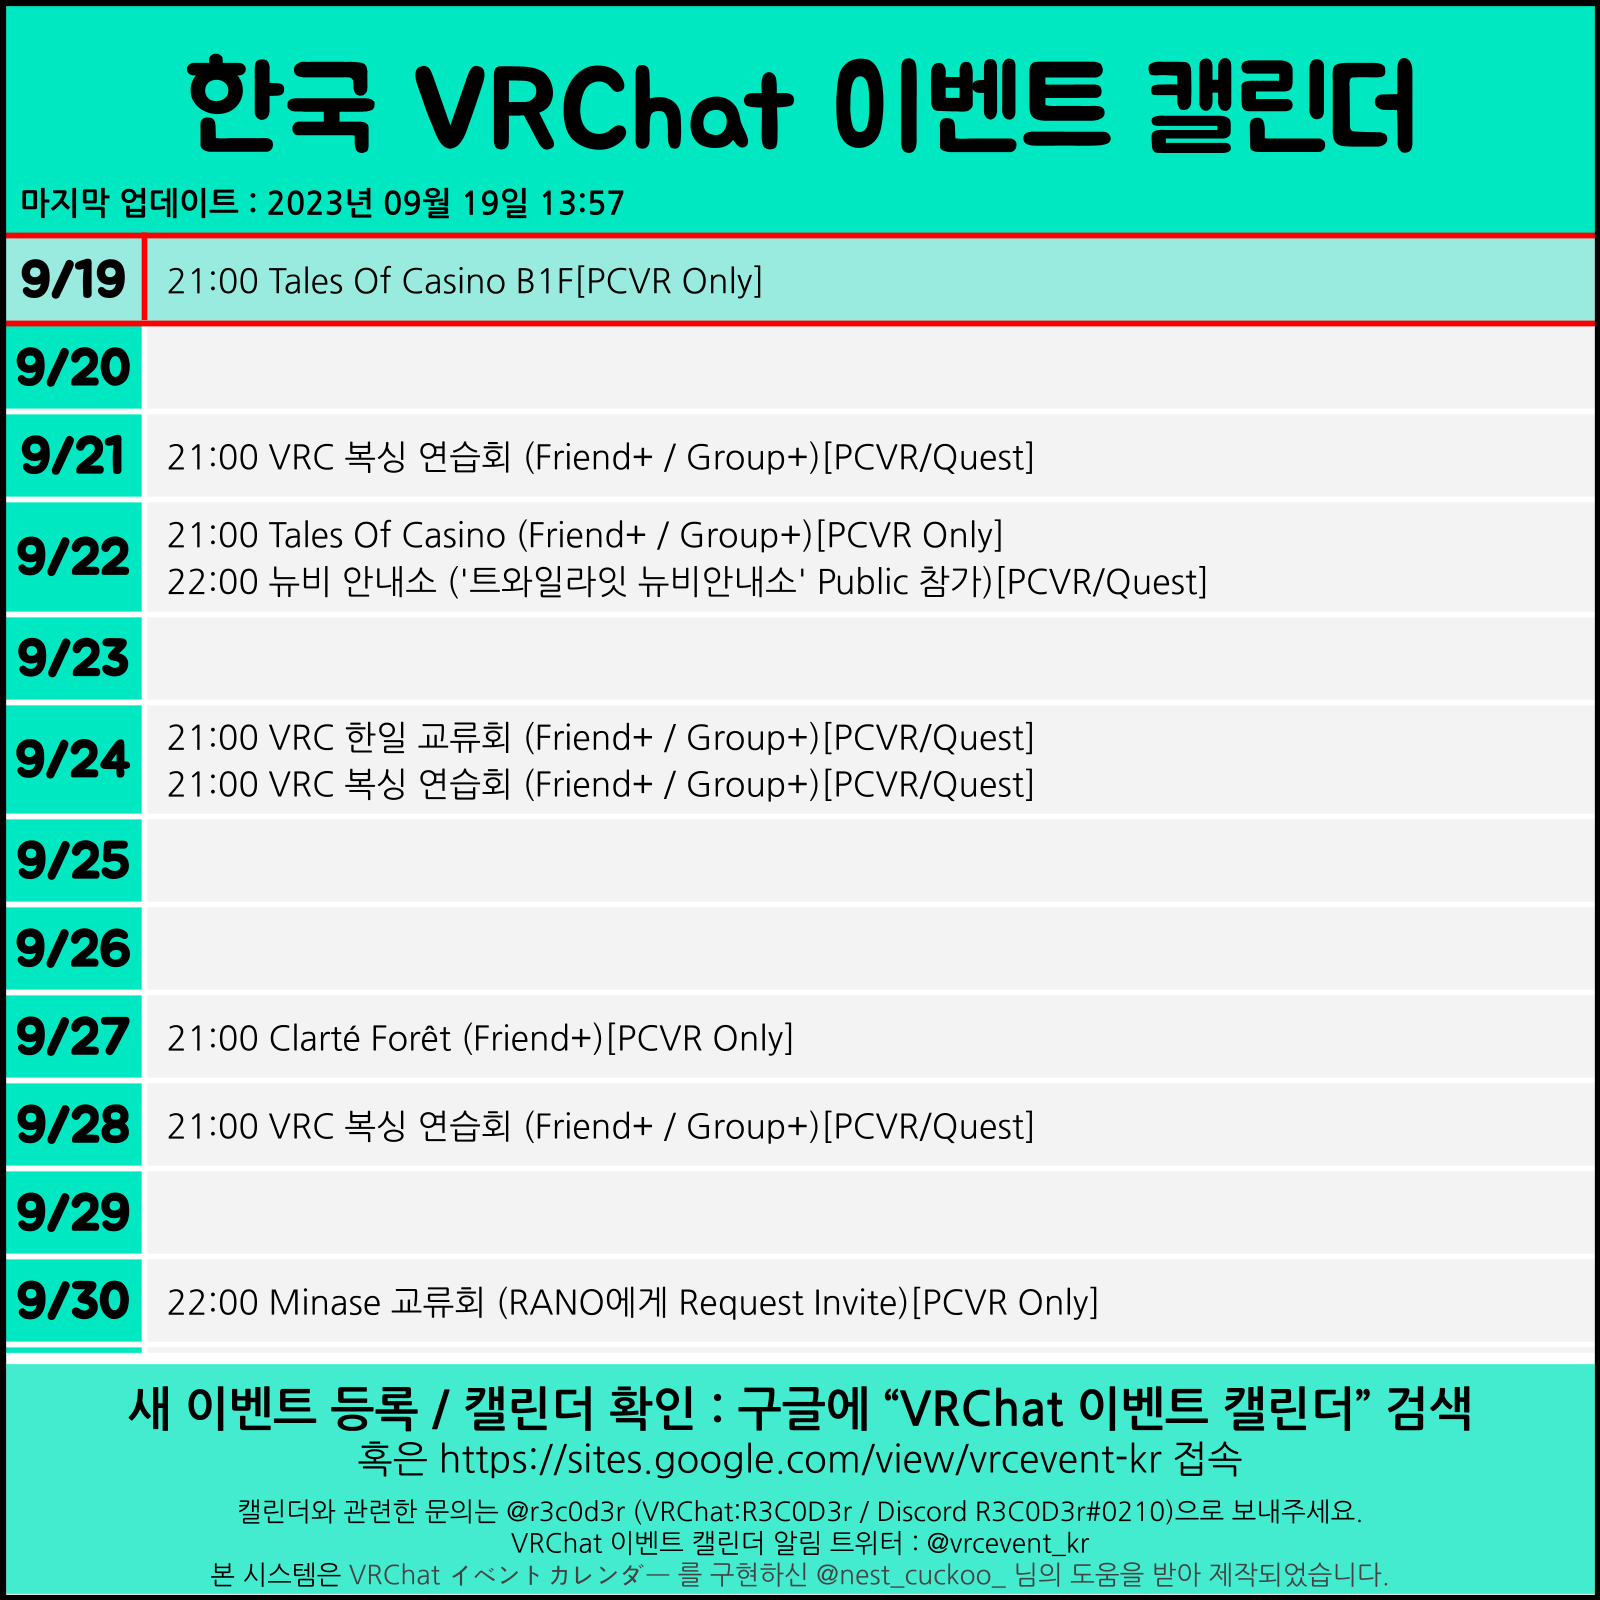 한국 VRChat 이벤트 캘린더
마지막 업데이트 : 2023년 09월 19일 13:57
9/19 21:00 Tales Of Casino B1F[PCVR Only]
9/20
9/21 21:00 VRC 복싱 연습회 (Friend+ / Group+)[PCVR/Quest]
9/22 21:00 Tales Of Casino (Friend+ / Group+)[PCVR Only]
22:00 뉴비 안내소 ('트와일라잇 뉴비안내소' Public 참가)[PCVR/Quest]
9/23
9/24 21:00 VRC 한일 교류회 (Friend+ / Group+)[PCVR/Quest]
21:00 VRC 복싱 연습회 (Friend+ / Group+)[PCVR/Quest]
9/25
9/26
9/27 21:00 Clarté Forêt (Friend+)[PCVR Only]
9/28 21:00 VRC 복싱 연습회 (Friend+ / Group+)[PCVR/Quest]
9/29
9/30 22:00 Minase 교류회 (RANO에게 Request Invite)[PCVR Only]
새 이벤트 등록 / 캘린더 확인 : 구글에 “VRChat 이벤트 캘린더” 검색
혹은 https://sites.google.com/view/vrcevent-kr 접속
캘린더와 관련한 문의는 @r3c0d3r (VRChat:R3C0D3r / Discord R3C0D3r#0210)으로 보내주세요.
VRChat 이벤트 캘린더 알림 트위터 : @vrcevent_kr
본 시스템은 VRChat イベントカレンダー 를 구현하신 @nest_cuckoo_ 님의 도움을 받아 제작되었습니다.